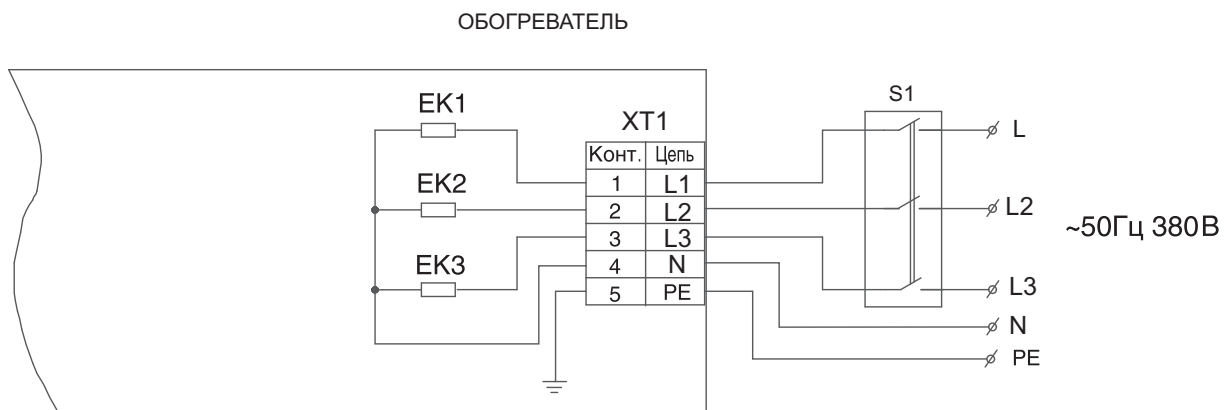 ОБОГРЕВАТЕЛЬ
EK1
EK2
EK3
XT1
Конт. Цепь
1 L1
2 L2
3 L3
4 N
5 PE
S1
L
L2
L3
N
PE
~50Гц 380В